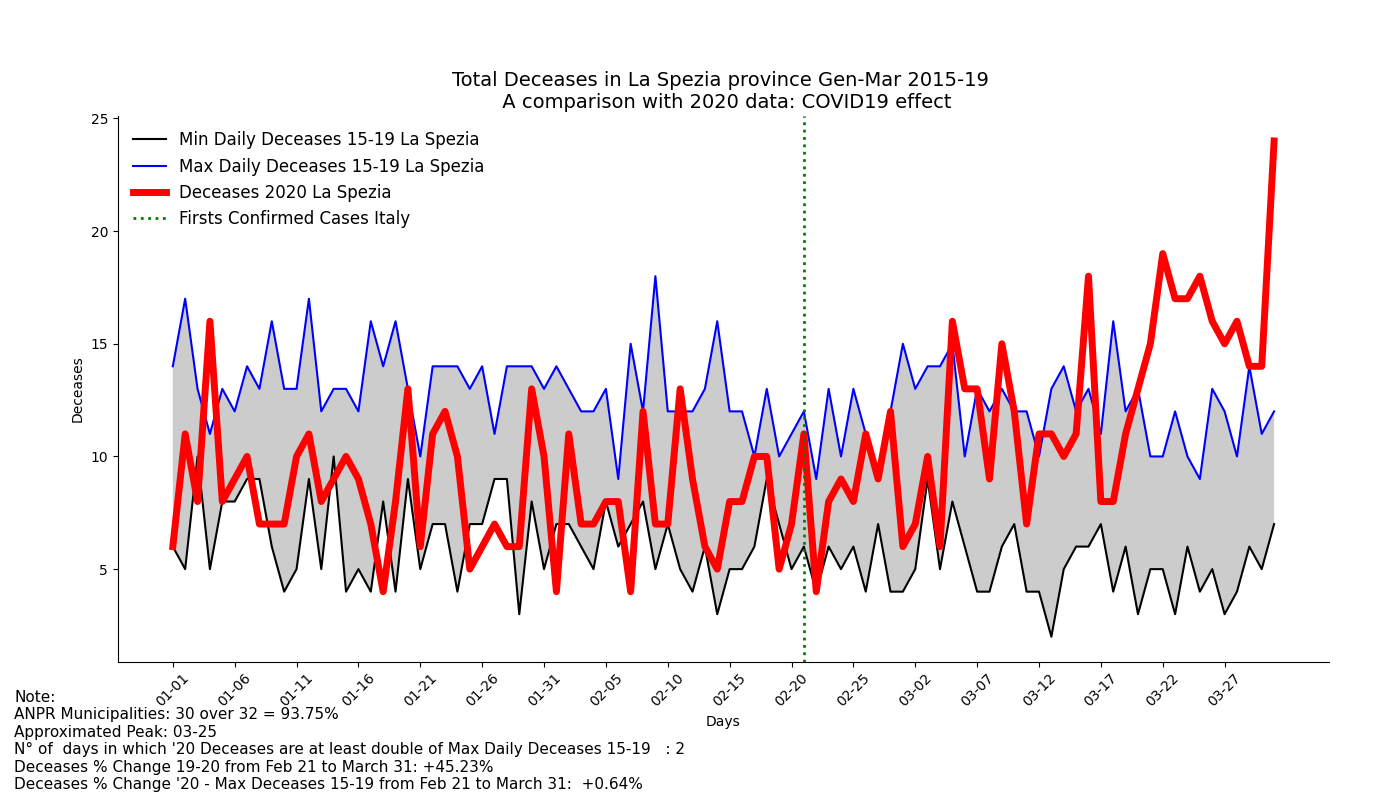 Total Deceases in La Spezia province Gen-Mar 2015-19
A comparison with 2020 data: COVID19 effect
Min Daily Deceases 15-19 La Spezia
Max Daily Deceases 15-19 La Spezia
Deceases 2020 La Spezia
Firsts Confirmed Cases Italy
Deceases
25
20
15
10
5
01-01 01-06 01-11 01-16 01-21 01-26 01-31 02-05 02-10 02-15 02-20 02-25 03-02 03-07 03-12 03-17 03-22 03-27
Days
Note:
ANPR Municipalities: 30 over 32 = 93.75%
Approximated Peak: 03-25
N° of  days in which '20 Deceases are at least double of Max Daily Deceases 15-19   : 2
Deceases % Change 19-20 from Feb 21 to March 31: +45.23%
Deceases % Change '20 - Max Deceases 15-19 from Feb 21 to March 31:  +0.64%